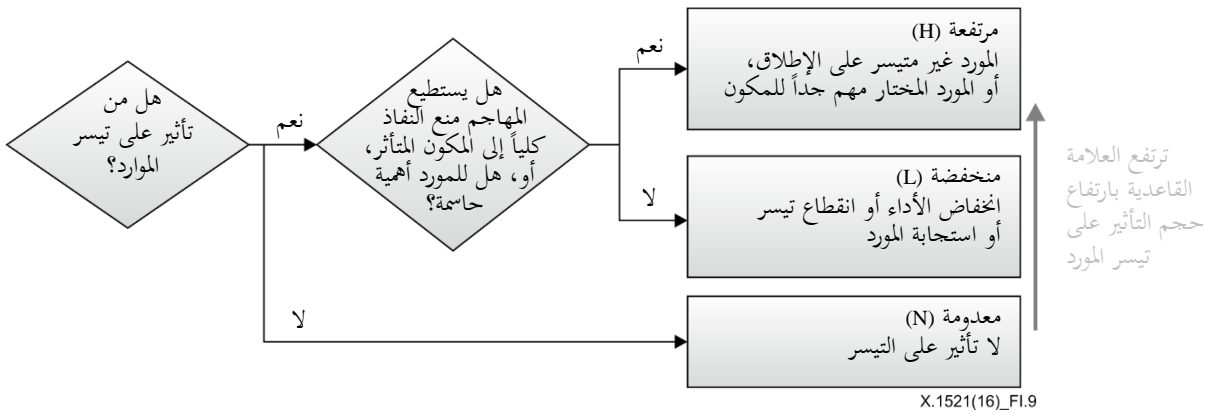 هل من
تأثير على تيسر
الموارد؟
نعم
لا
هل يستطيع
المهاجم منع النفاذ
كلياً إلى المكون المتأثر،
أو، هل للمورد أهمية
حاسمة؟
نعم
لا
مرتفعة (H)
المورد غير متيسر على الإطلاق،
أو المورد المختار مهم جداً للمكون
منخفضة (L)
انخفاض الأداء أو انقطاع تيسر
أو استجابة المورد
معدومة (N)
لا تأثير على التيسر
ترتفع العلامة
القاعدية بارتفاع
حجم التأثير على
تيسر المورد
X.1521(16)_FI.9